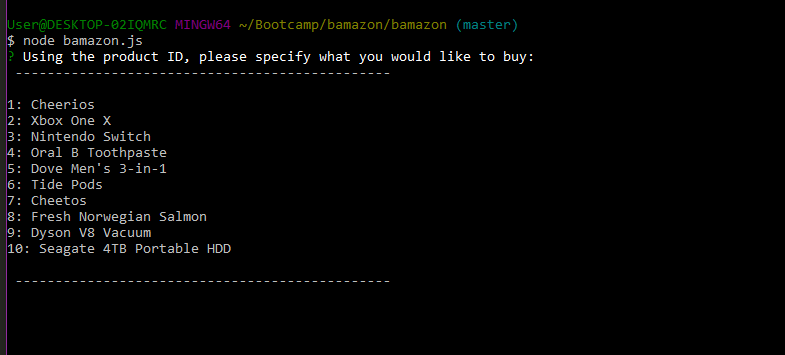 User@DESKTOP-02IQMRC MINGW64 ~/Bootcamp/bamazon/bamazon (master)
$ node bamazon.js
? Using the product ID, please specify what you would like to buy:
-----------------------------------------------
1: Cheerios
2: Xbox One X
3: Nintendo Switch
4: Oral B Toothpaste
5: Dove Men's 3-in-1
6: Tide Pods
7: Cheetos
8: Fresh Norwegian Salmon
9: Dyson V8 Vacuum
10: Seagate 4TB Portable HDD
-----------------------------------------------